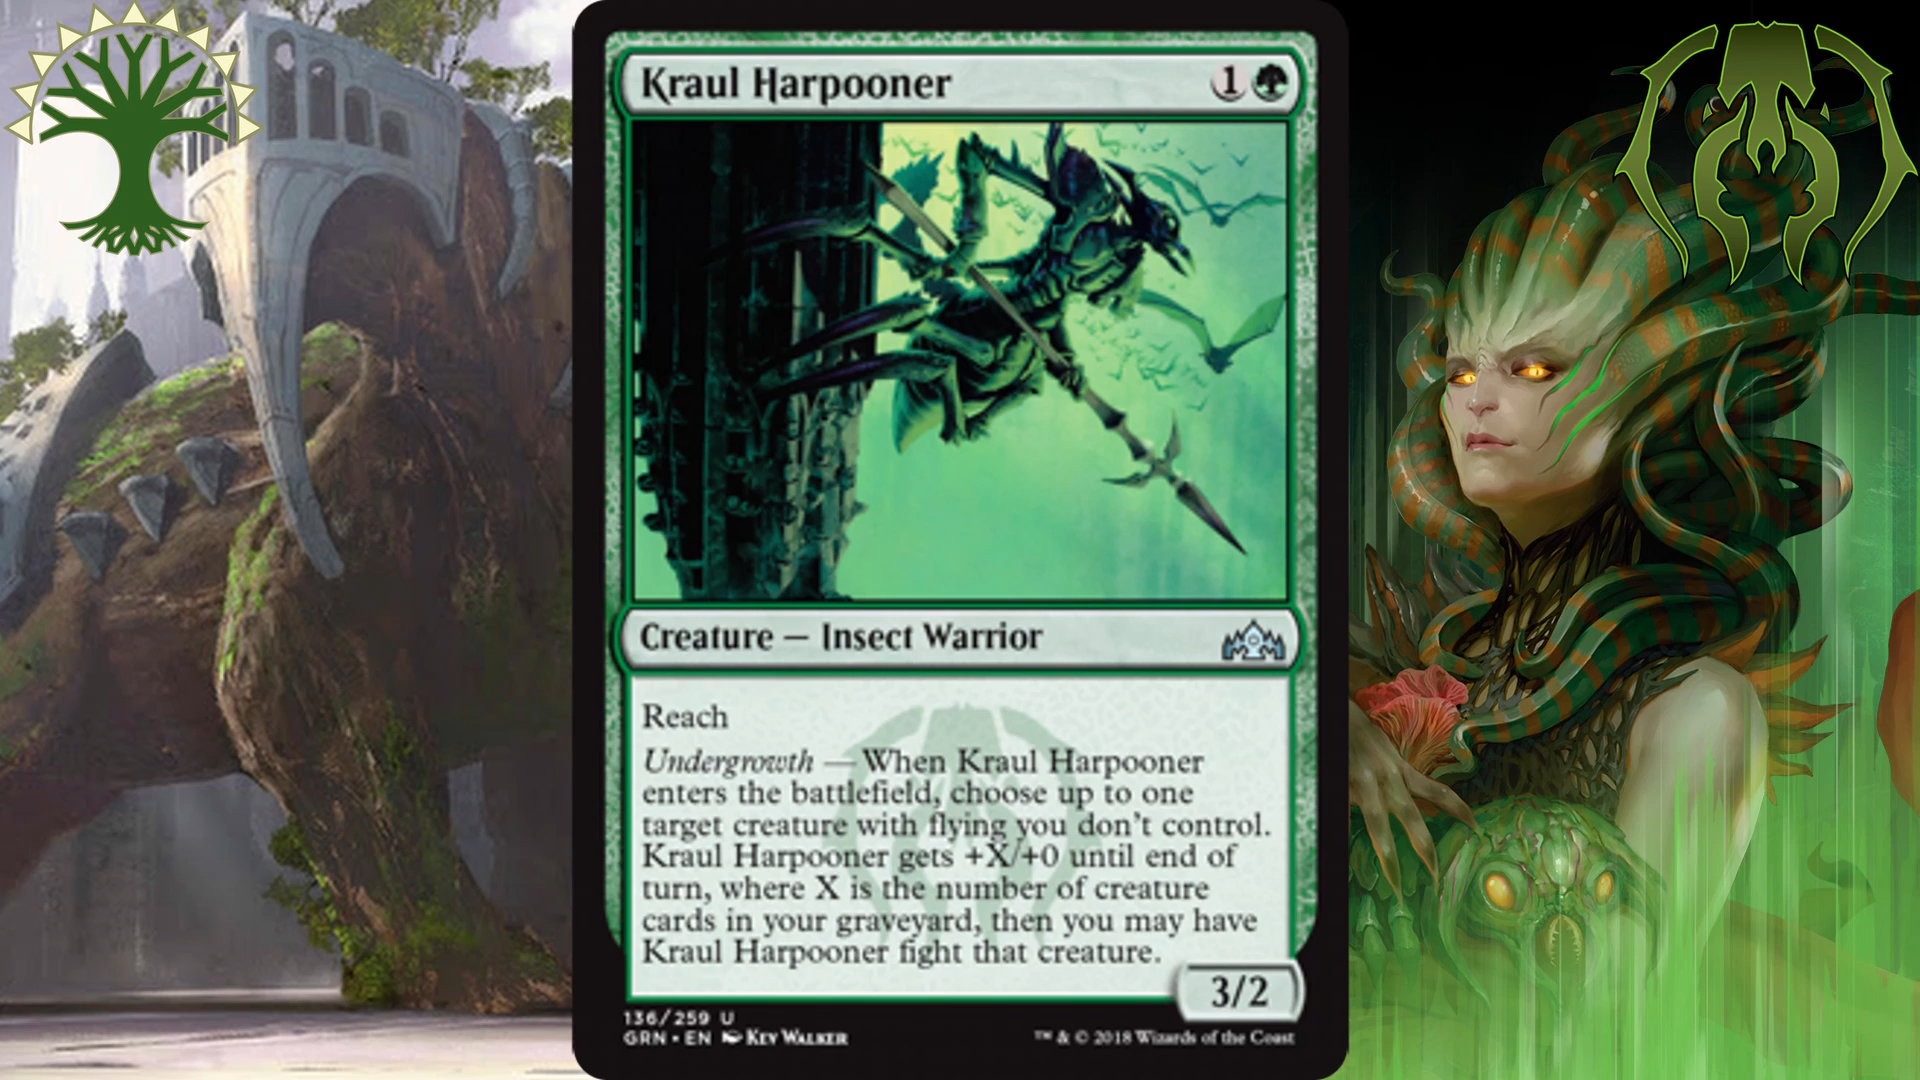 Kraul Harpooner 1
Creature — Insect Warrior
Reach
Undergrowth — When Kraul Harpooner
enters the battlefield, choose up to one
target creature with flying you don't control.
Kraul Harpooner gets +X/+0 until end of
turn, where X is the number of creature
cards in your graveyard, then you may have
Kraul Harpooner fight that creature.
3/2
136/259 U
GRN • EN Kev Walker
™ & © 2018 Wizards of the Coast